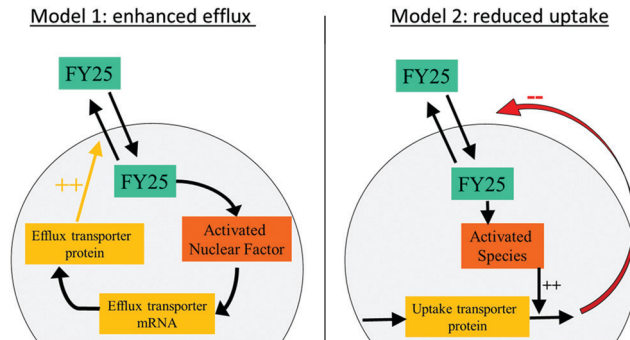 Model 1: enhanced efflux
FY25
FY25
++
Efflux transporter
protein
Activated
Nuclear Factor
Efflux transporter
mRNA
Model 2: reduced uptake
FY25
--
FY25
Activated
Species
++
Uptake transporter
protein